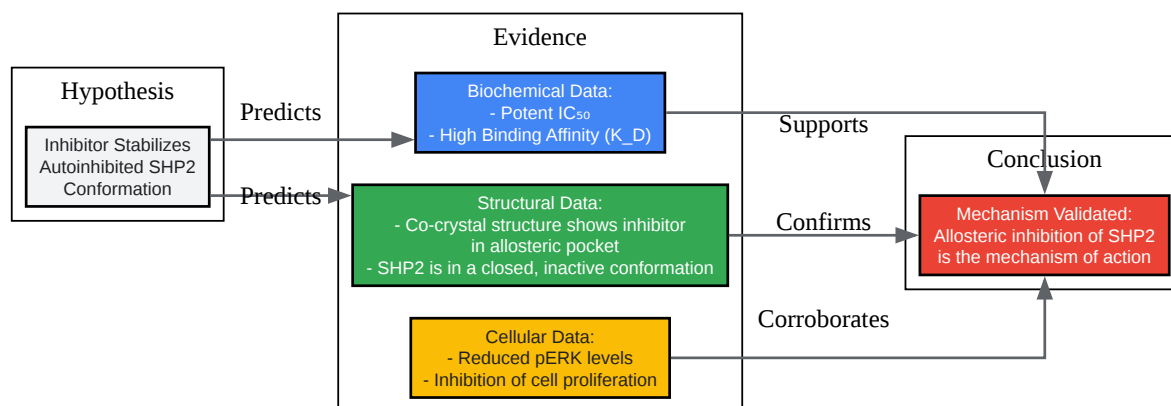 Hypothesis
Inhibitor Stabilizes
Autoinhibited SHP2
Conformation
Predicts
Predicts
Evidence
Biochemical Data:
- Potent IC₅₀
- High Binding Affinity (K_D)
Structural Data:
- Co-crystal structure shows inhibitor
in allosteric pocket
- SHP2 is in a closed, inactive conformation
Cellular Data:
- Reduced pERK levels
- Inhibition of cell proliferation
Supports
Confirms
Corroborates
Conclusion
Mechanism Validated:
Allosteric inhibition of SHP2
is the mechanism of action